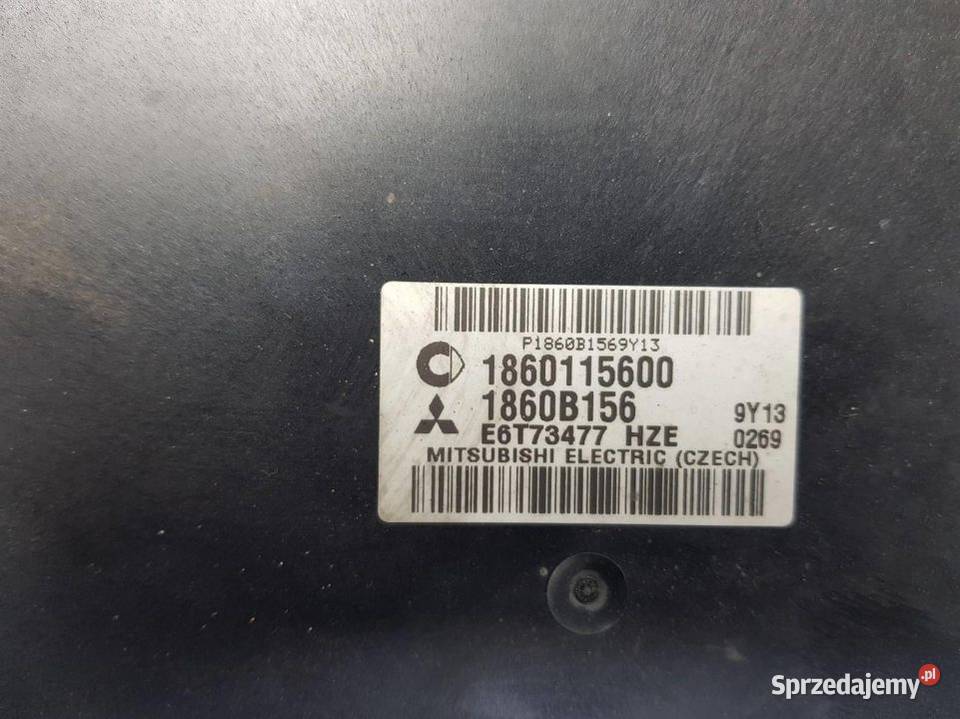 P1860B1569Y13
1860115600
1860B156 9Y13
E6T73477 HZE 0269
MITSUBISHI ELECTRIC (CZECH)
Sprzedajemy.pl